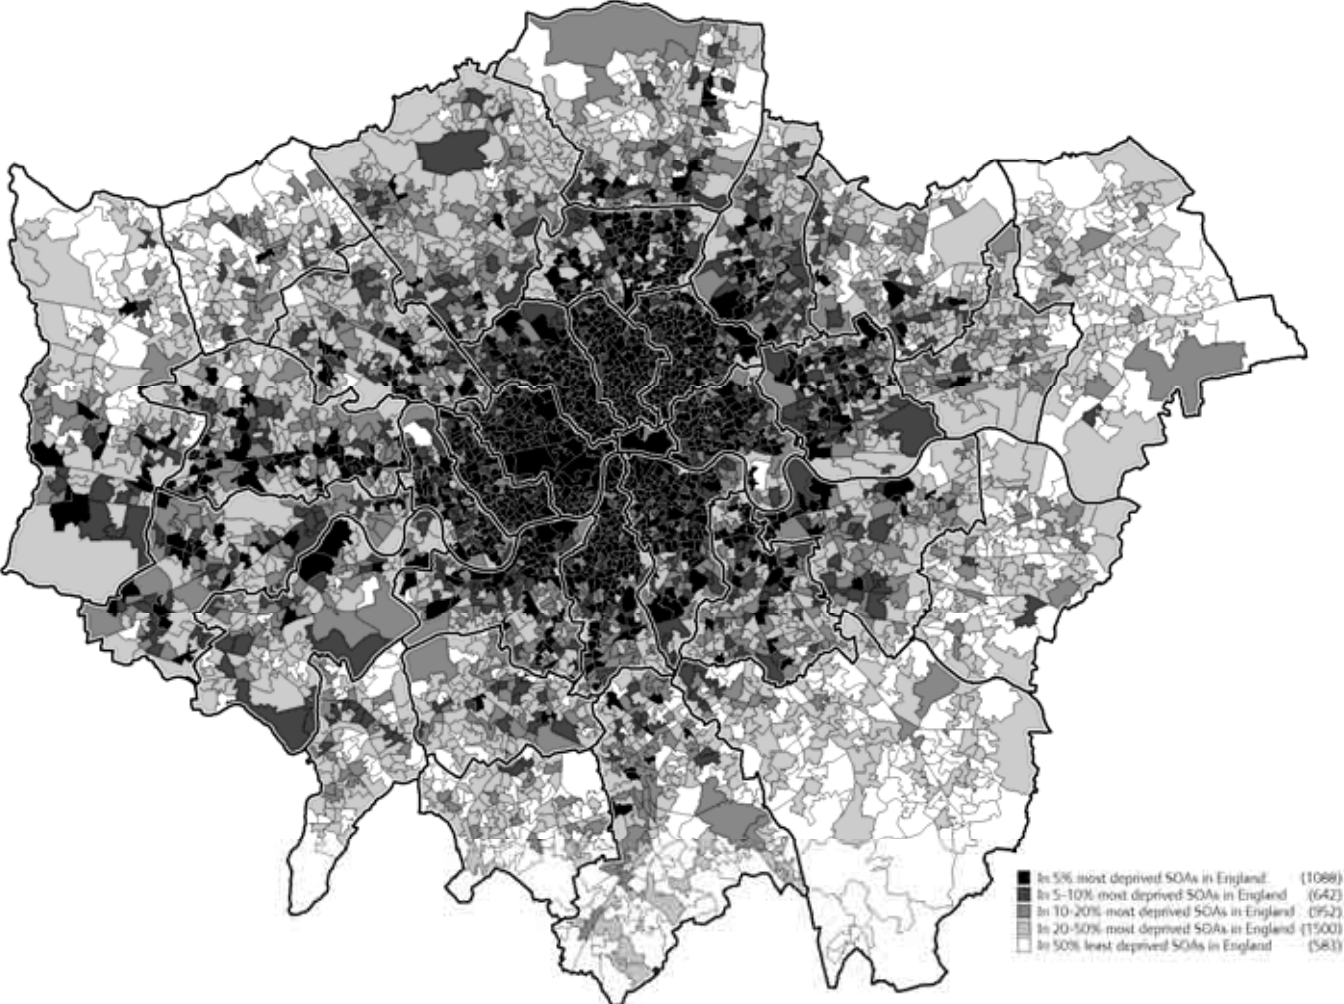 In 5% most deprived SOAs in England (1088)
In 5-10% most deprived SOAs in England (642)
In 10-20% most deprived SOAs in England (952)
In 20-50% most deprived SOAs in England (1500)
In 50% least deprived SOAs in England (583)